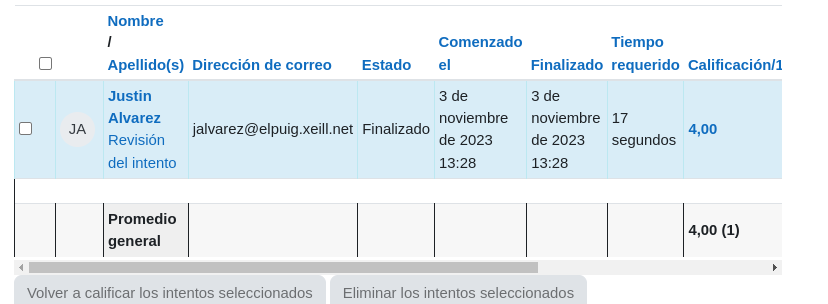 Nombre
/
Apellido(s) Dirección de correo Estado Comenzado el Finalizado Tiempo requerido Calificación/1
JA
Justin Alvarez
Revisión del intento
jalvarez@elpuig.xeill.net
Finalizado
3 de noviembre de 2023 13:28
3 de noviembre de 2023 13:28
17 segundos
4,00
Promedio general
4,00 (1)
Volver a calificar los intentos seleccionados
Eliminar los intentos seleccionados